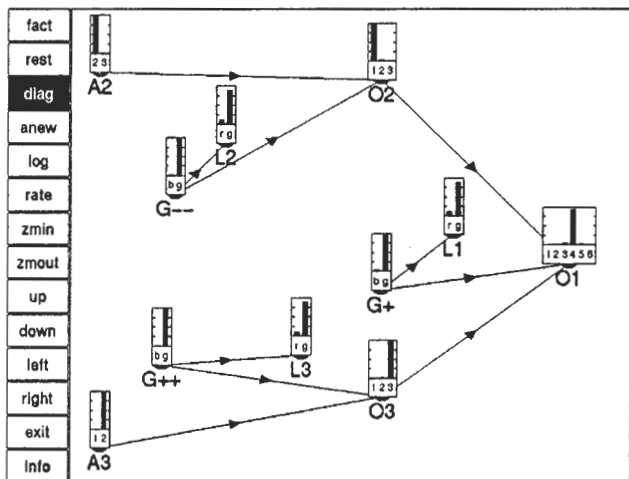 fact
rest
diag
anew
log
rate
zmin
zmout
up
down
left
right
exit
Info
2 3
A2
1 2 3
O2
r g
L2
b g
G--
r g
L1
b g
G+
1 2 3 4 5 6
O1
b g
G++
r g
L3
1 2 3
O3
1 2
A3